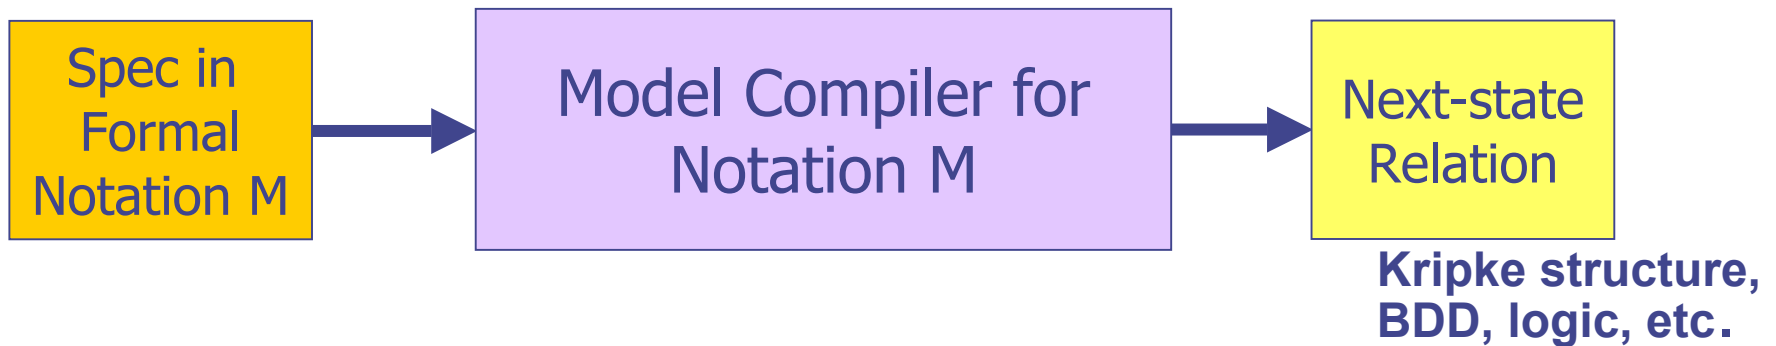 Spec in
Formal
Notation M
Model Compiler for
Notation M
Next-state
Relation
Kripke structure,
BDD, logic, etc.